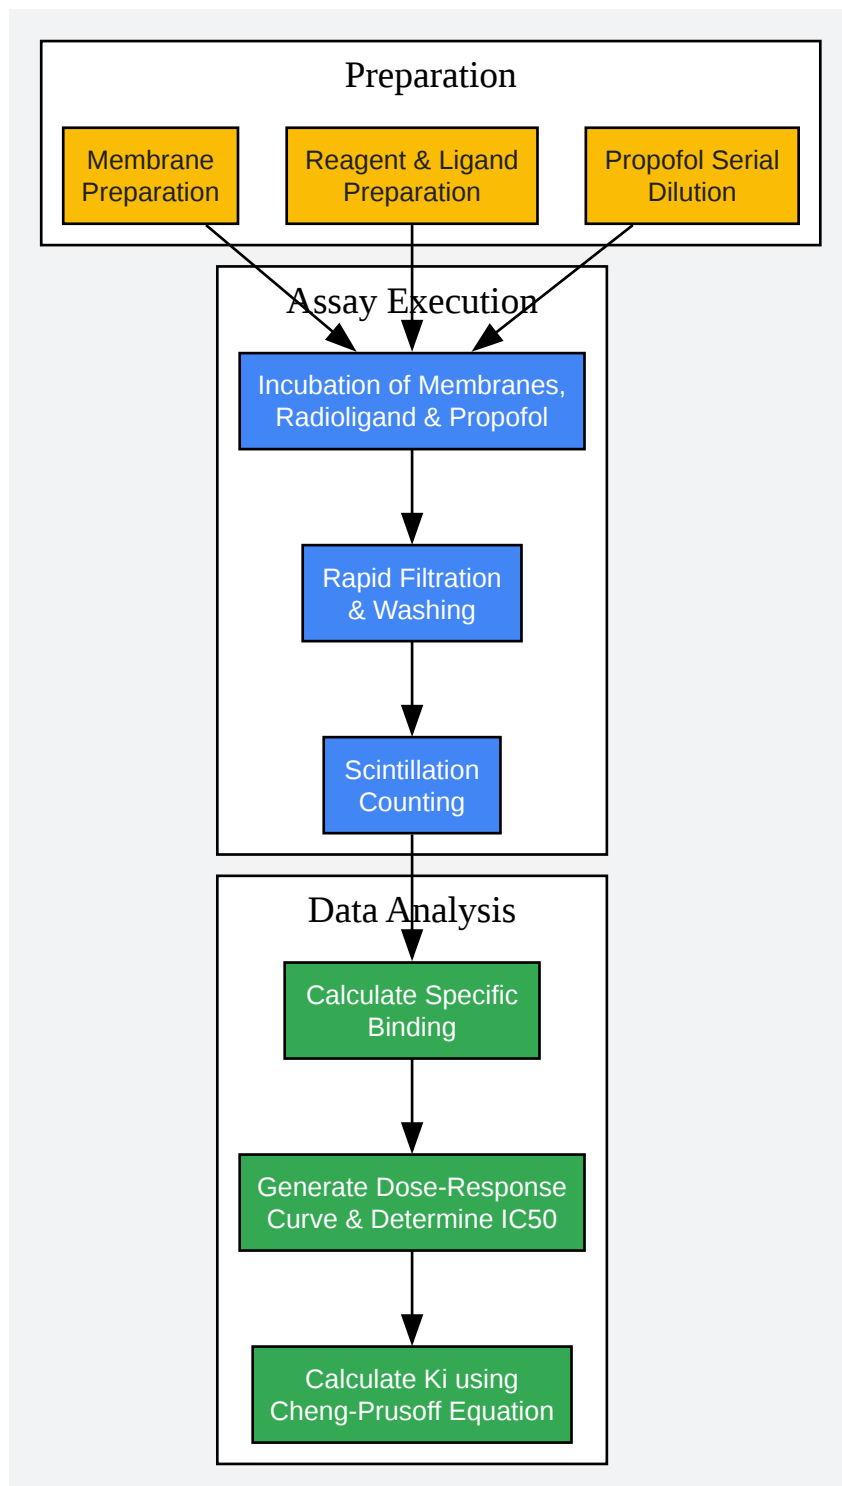 Preparation
Membrane
Preparation
Reagent & Ligand
Preparation
Propofol Serial
Dilution
Assay Execution
Incubation of Membranes,
Radioligand & Propofol
Rapid Filtration
& Washing
Scintillation
Counting
Data Analysis
Calculate Specific
Binding
Generate Dose-Response
Curve & Determine IC50
Calculate Ki using
Cheng-Prusoff Equation